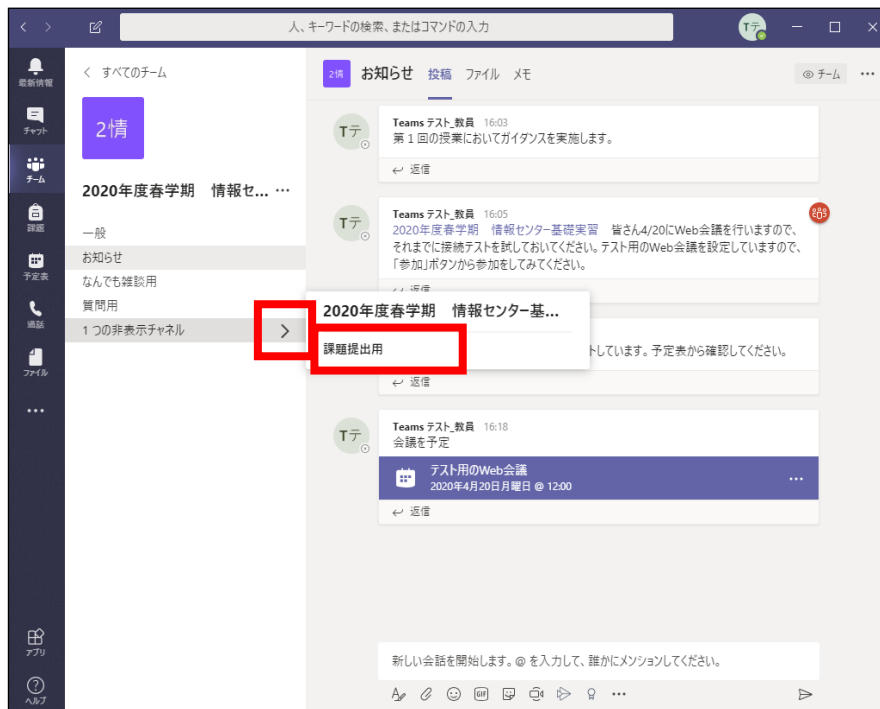 人、キーワードの検索、またはコマンドの入力
Tテ
最新情報
チャット
チーム
課題
予定表
通話
ファイル
アプリ
ヘルプ
すべてのチーム
2情
2020年度春学期 情報セ... ...
一般
お知らせ
なんでも雑談用
質問用
1 つの非表示チャネル
2020年度春学期 情報センター基...
課題提出用
2情 お知らせ 投稿 ファイル メモ
チーム ...
Tテ
Teams テスト_教員 16:03
第 1 回の授業においてガイダンスを実施します。
返信
Tテ
Teams テスト_教員 16:05
2020年度春学期 情報センター基礎実習 皆さん4/20にWeb会議を行いますので、
それまでに接続テストを試しておいてください。テスト用のWeb会議を設定していますので、
「参加」ボタンから参加をしてみてください。
トしています。予定表から確認してください。
返信
Tテ
Teams テスト_教員 16:18
会議を予定
テスト用のWeb会議
2020年4月20日月曜日 @ 12:00
...
返信
新しい会話を開始します。@ を入力して、誰かにメンションしてください。
GIF